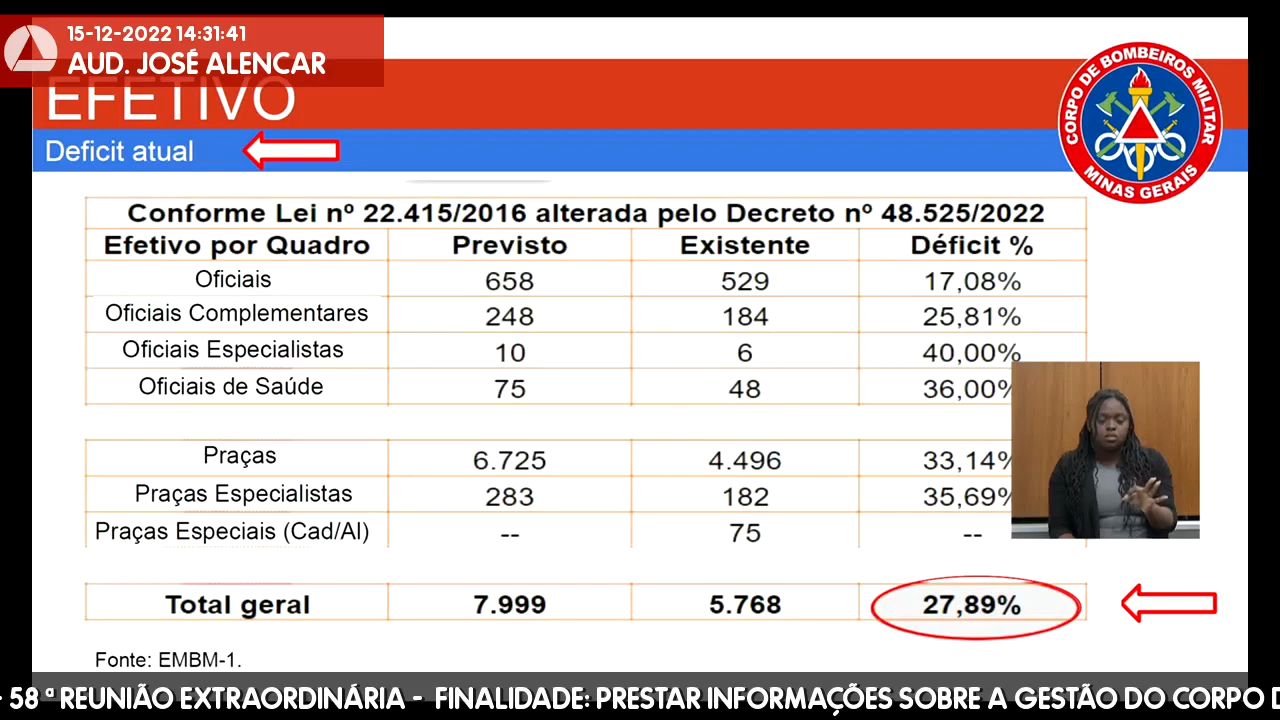 15-12-2022 14:31:41
AUD. JOSÉ ALENCAR
EFETIVO
Deficit atual
CORPO DE BOMBEIROS MILITAR
MINAS GERAIS
Conforme Lei nº 22.415/2016 alterada pelo Decreto nº 48.525/2022
Efetivo por Quadro Previsto Existente Déficit %
Oficiais 658 529 17,08%
Oficiais Complementares 248 184 25,81%
Oficiais Especialistas 10 6 40,00%
Oficiais de Saúde 75 48 36,00%
Praças 6.725 4.496 33,14%
Praças Especialistas 283 182 35,69%
Praças Especiais (Cad/Al) -- 75 --
Total geral 7.999 5.768 27,89%
Fonte: EMBM-1.
- 58 ª REUNIÃO EXTRAORDINÁRIA - FINALIDADE: PRESTAR INFORMAÇÕES SOBRE A GESTÃO DO CORPO D